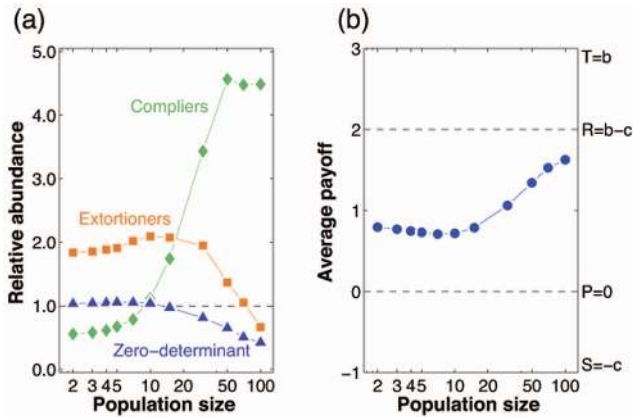 (a)
Relative abundance
5.0
4.0
3.0
2.0
1.0
0.0
Compliers
Extortioners
Zero-determinant
2 3 4 5 10 20 50 100
Population size
(b)
Average payoff
3
2
1
0
−1
T=b
R=b−c
P=0
S=−c
2 3 4 5 10 20 50 100
Population size